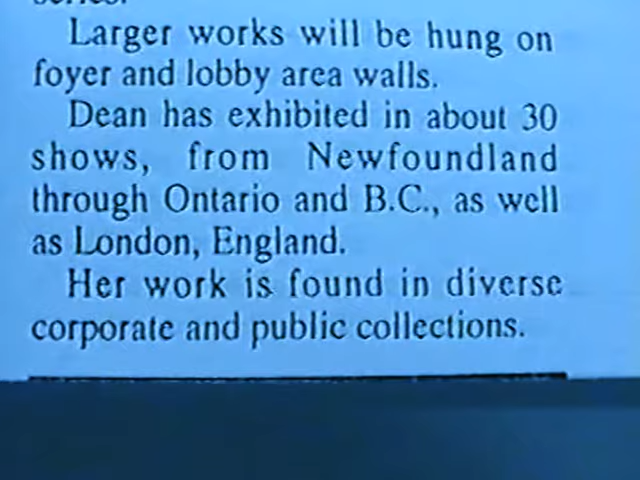 series.
Larger works will be hung on
foyer and lobby area walls.
Dean has exhibited in about 30
shows, from Newfoundland
through Ontario and B.C., as well
as London, England.
Her work is found in diverse
corporate and public collections.